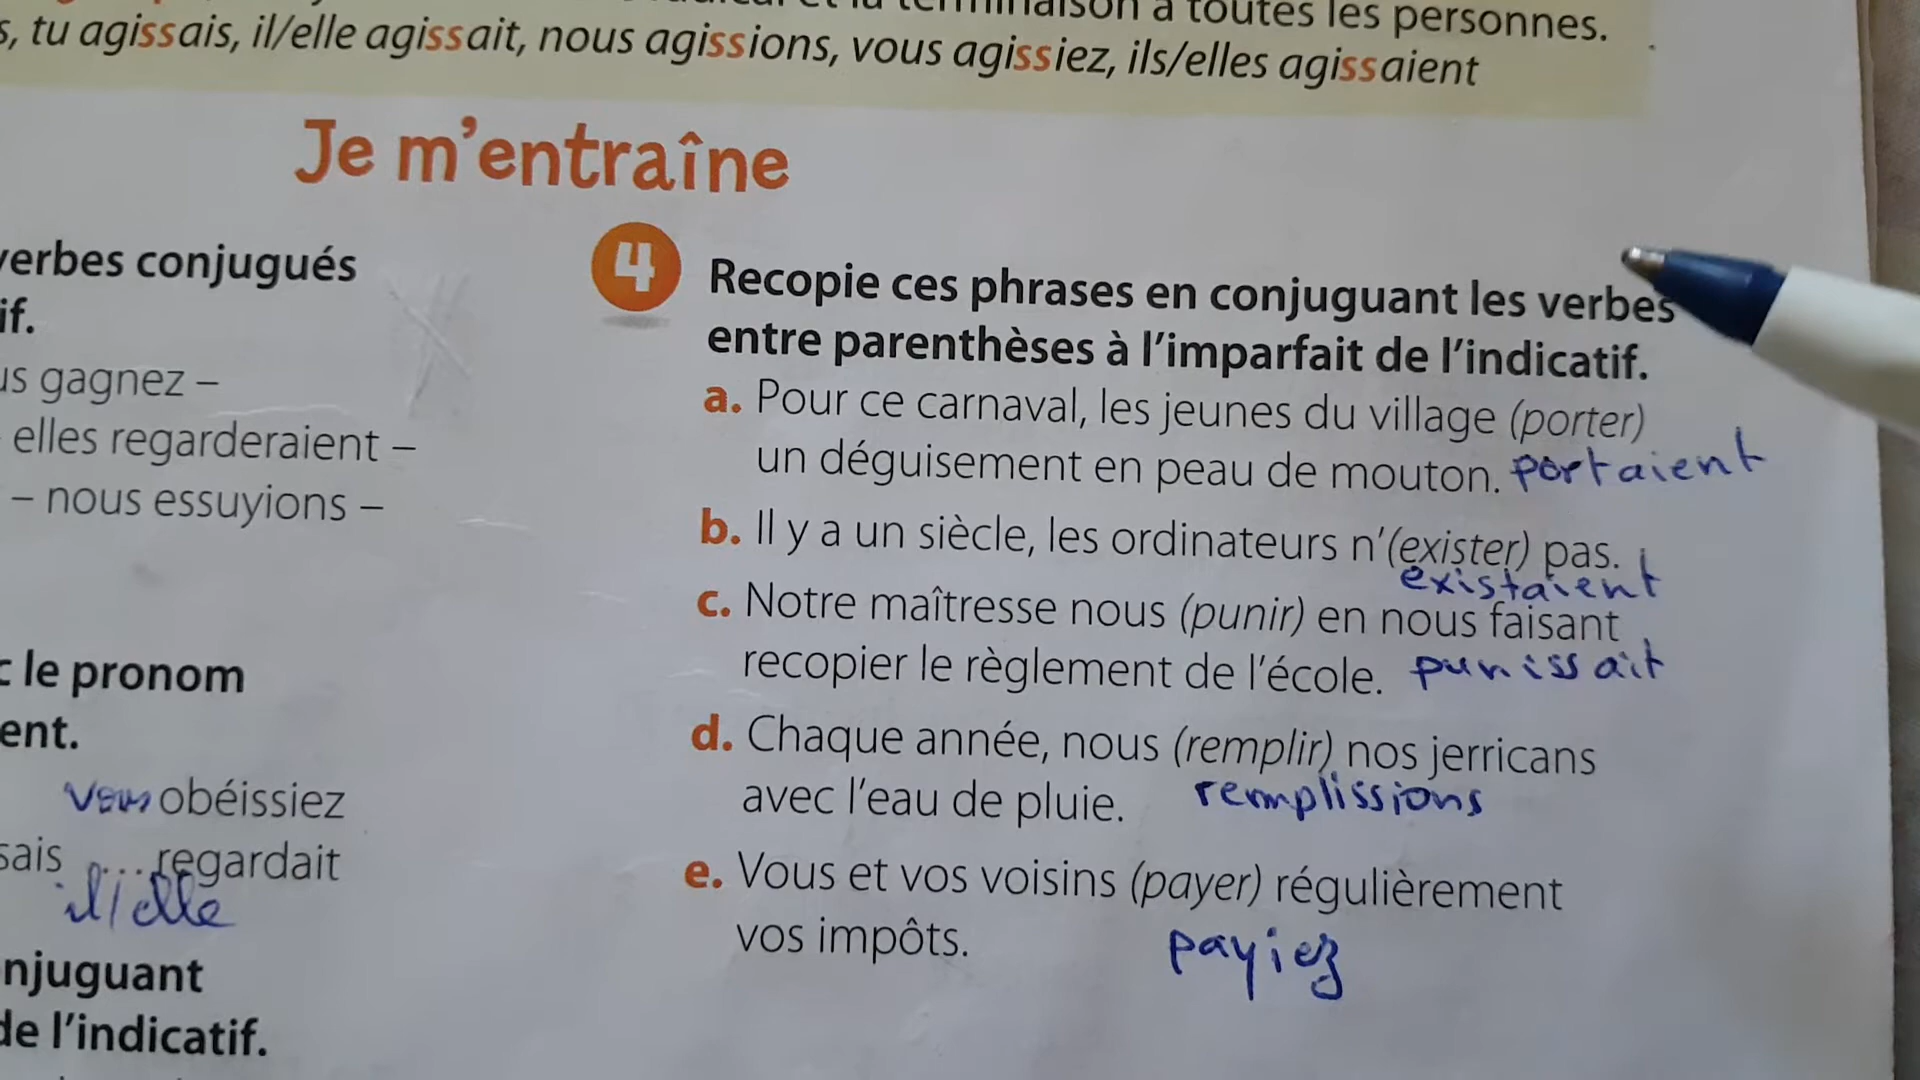 terminaison à toutes les personnes.
tu agissais, il/elle agissait, nous agissions, vous agissiez, ils/elles agissaient
Je m'entraîne
verbes conjugués
if.
us gagnez –
elles regarderaient –
– nous essuyions –
le pronom
ent.
vous obéissiez
sais ... regardait
il/elle
njuguant
de l'indicatif.
4 Recopie ces phrases en conjuguant les verbes
entre parenthèses à l'imparfait de l'indicatif.
a. Pour ce carnaval, les jeunes du village (porter)
un déguisement en peau de mouton. portaient
b. Il y a un siècle, les ordinateurs n'(exister) pas.
existaient
c. Notre maîtresse nous (punir) en nous faisant
recopier le règlement de l'école. punissait
d. Chaque année, nous (remplir) nos jerricans
avec l'eau de pluie. remplissions
e. Vous et vos voisins (payer) régulièrement
vos impôts. payiez